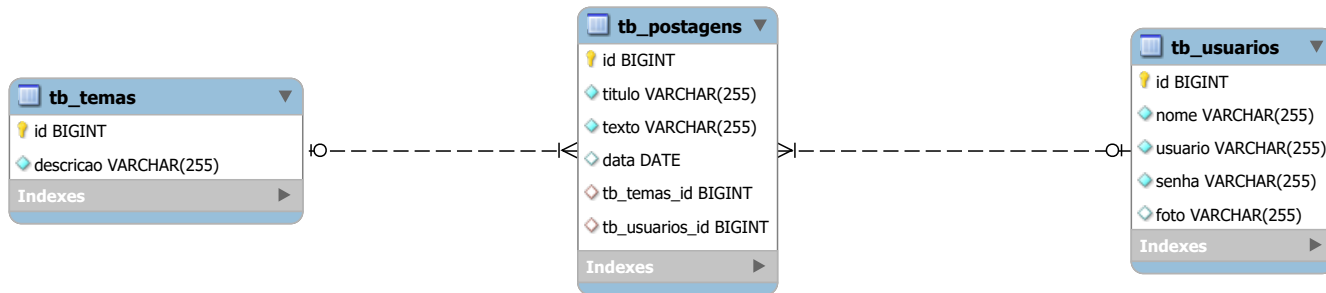 tb_temas
id BIGINT
descricao VARCHAR(255)
Indexes
tb_postagens
id BIGINT
titulo VARCHAR(255)
texto VARCHAR(255)
data DATE
tb_temas_id BIGINT
tb_usuarios_id BIGINT
Indexes
tb_usuarios
id BIGINT
nome VARCHAR(255)
usuario VARCHAR(255)
senha VARCHAR(255)
foto VARCHAR(255)
Indexes